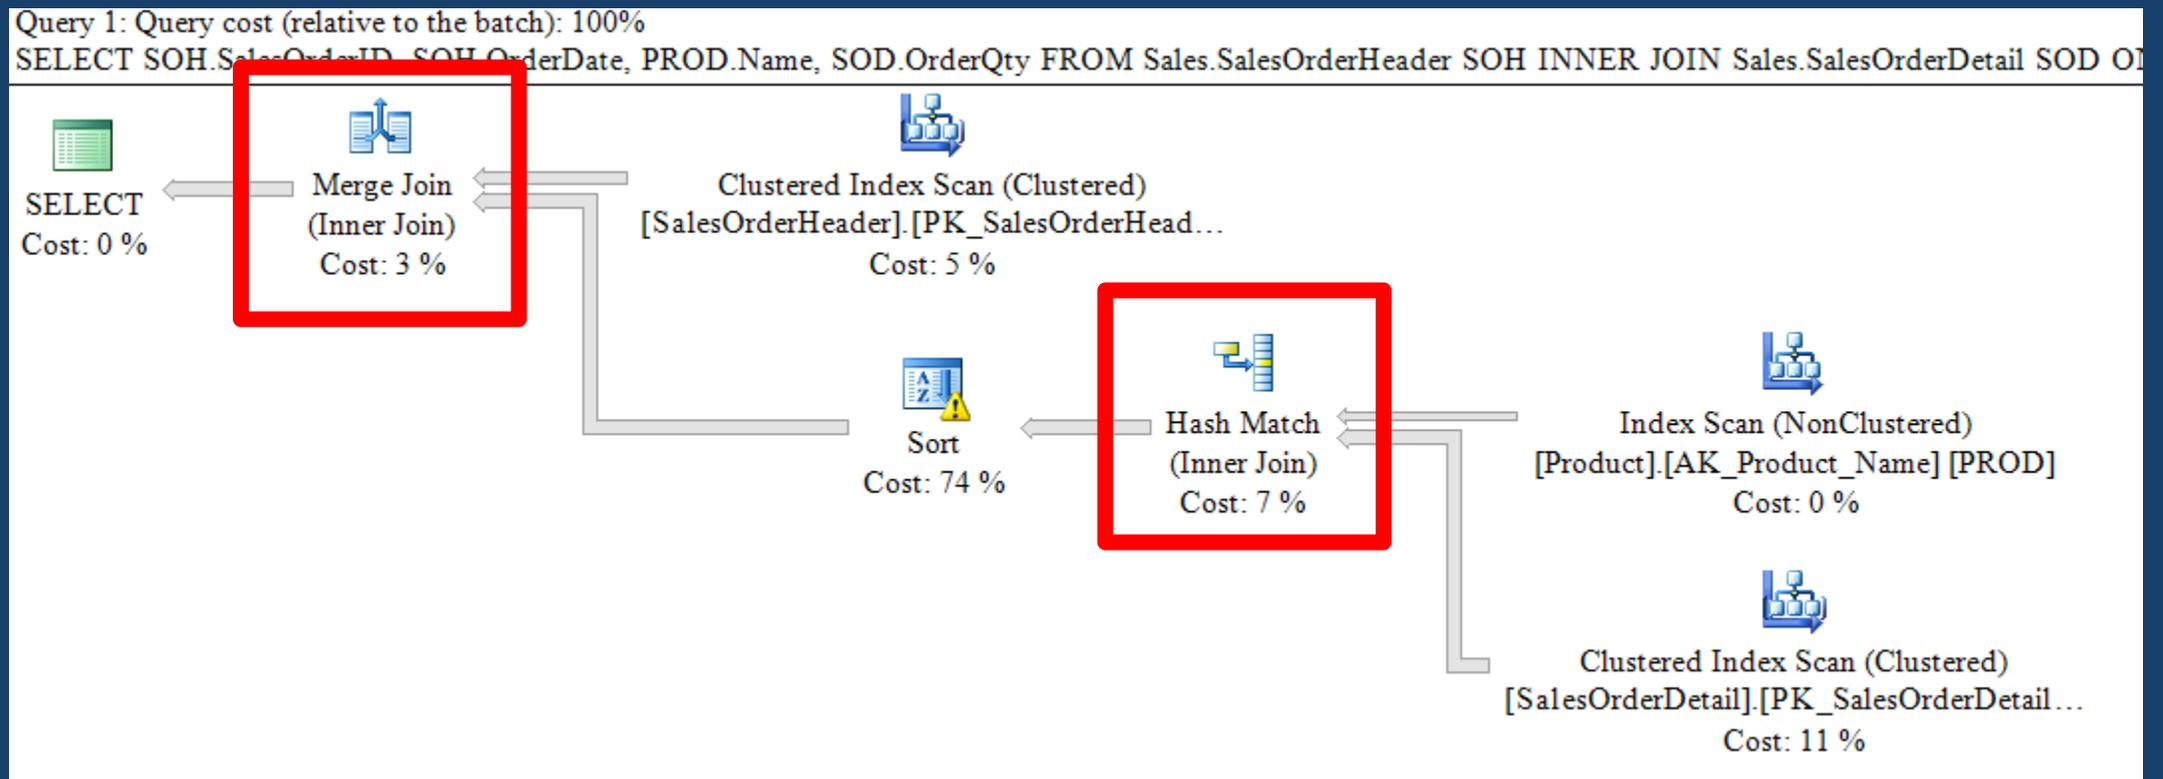 Query 1: Query cost (relative to the batch): 100%
SELECT SOH.SalesOrderID, SOH.OrderDate, PROD.Name, SOD.OrderQty FROM Sales.SalesOrderHeader SOH INNER JOIN Sales.SalesOrderDetail SOD ON
SELECT
Cost: 0 %
Merge Join
(Inner Join)
Cost: 3 %
Clustered Index Scan (Clustered)
[SalesOrderHeader].[PK_SalesOrderHead...
Cost: 5 %
Sort
Cost: 74 %
Hash Match
(Inner Join)
Cost: 7 %
Index Scan (NonClustered)
[Product].[AK_Product_Name] [PROD]
Cost: 0 %
Clustered Index Scan (Clustered)
[SalesOrderDetail].[PK_SalesOrderDetail...
Cost: 11 %